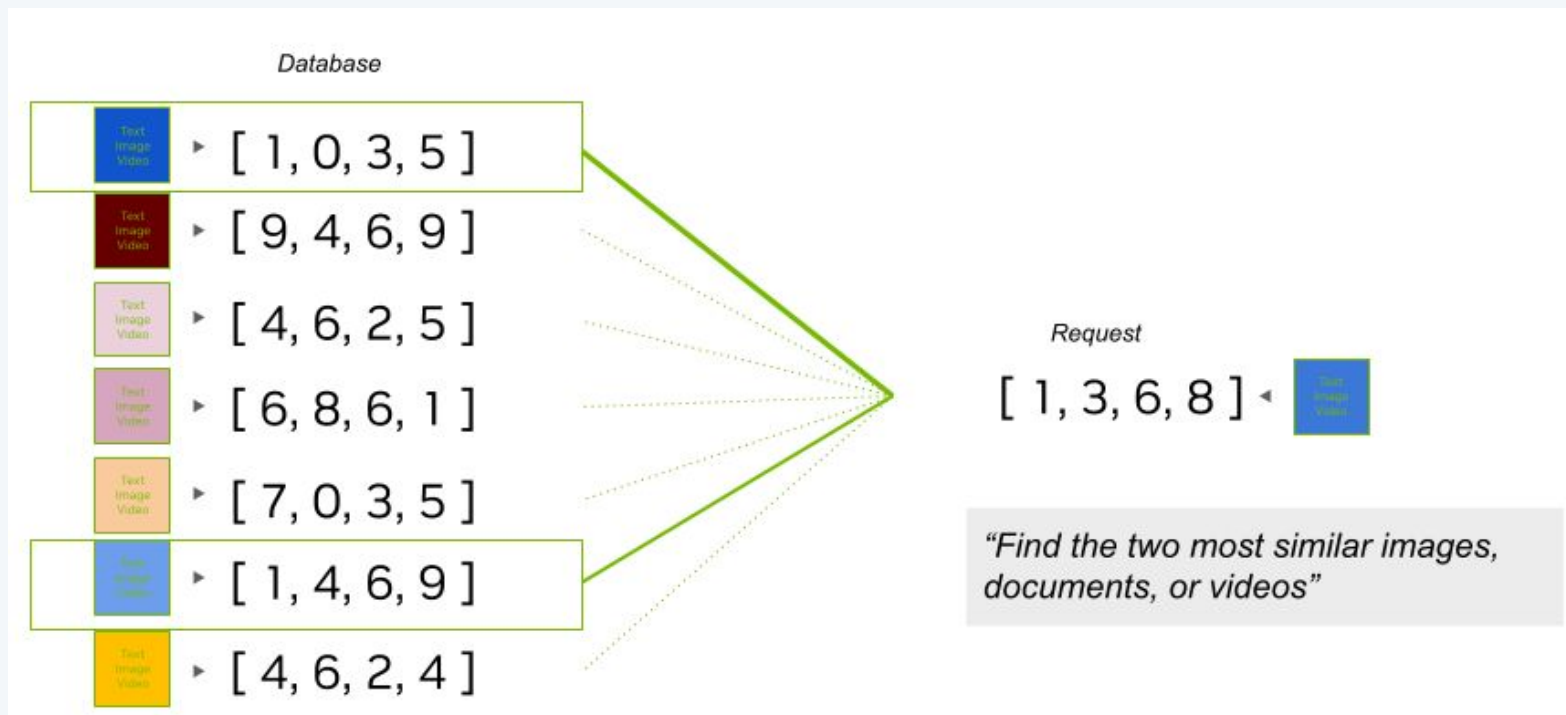 Database
Text
Image
Video
[ 1, 0, 3, 5 ]
Text
Image
Video
[ 9, 4, 6, 9 ]
Text
Image
Video
[ 4, 6, 2, 5 ]
Text
Image
Video
[ 6, 8, 6, 1 ]
Text
Image
Video
[ 7, 0, 3, 5 ]
Text
Image
Video
[ 1, 4, 6, 9 ]
Text
Image
Video
[ 4, 6, 2, 4 ]
Request
[ 1, 3, 6, 8 ]
Text
Image
Video
“Find the two most similar images,
documents, or videos”